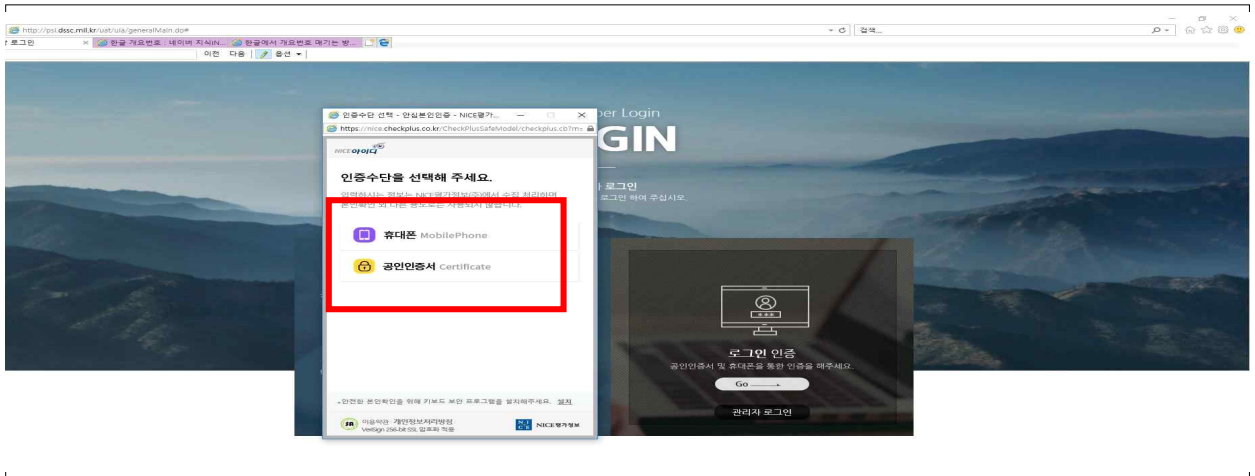 http://psi.dssc.mil.kr/uat/uia/generalMain.do#
검색...
로그인
한글 개요번호 : 네이버 지식iN...
한글에서 개요번호 매기는 방...
이전 다음 옵션
인증수단 선택 - 안심본인인증 - NICE평가...
https://nice.checkplus.co.kr/CheckPlusSafeModel/checkplus.cb?m=
er Login
GIN
로그인
로그인 하여 주십시오.
NICE아이디
인증수단을 선택해 주세요.
입력하시는 정보는 NICE평가정보(주)에서 수집 처리하며
본인확인 외 다른 용도로는 사용되지 않습니다.
휴대폰 MobilePhone
공인인증서 Certificate
로그인 인증
공인인증서 및 휴대폰을 통한 인증을 해주세요.
Go
관리자 로그인
안전한 본인확인을 위해 키보드 보안 프로그램을 설치해주세요. 설치
이용약관 개인정보처리방침
VeriSign 256-bit SSL 암호화 적용
NICE평가정보